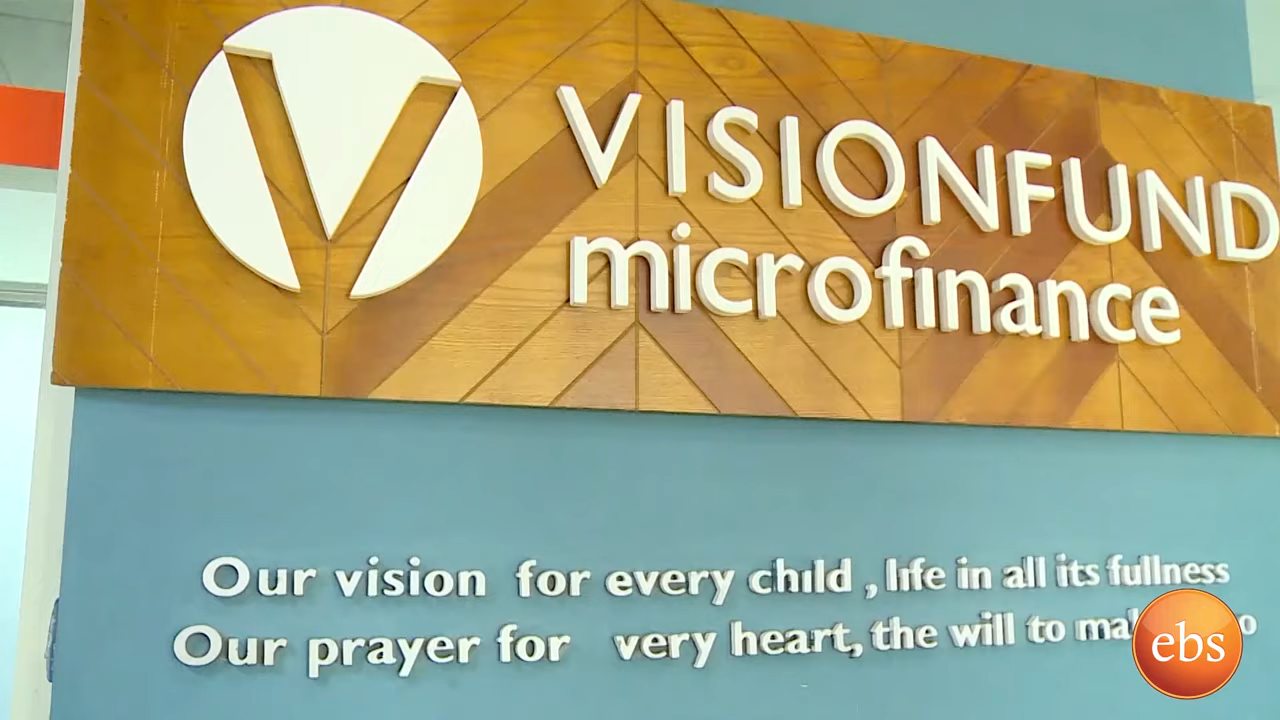 VISIONFUND
microfinance
Our vision for every child , life in all its fullness
Our prayer for very heart, the will to ma
ebs